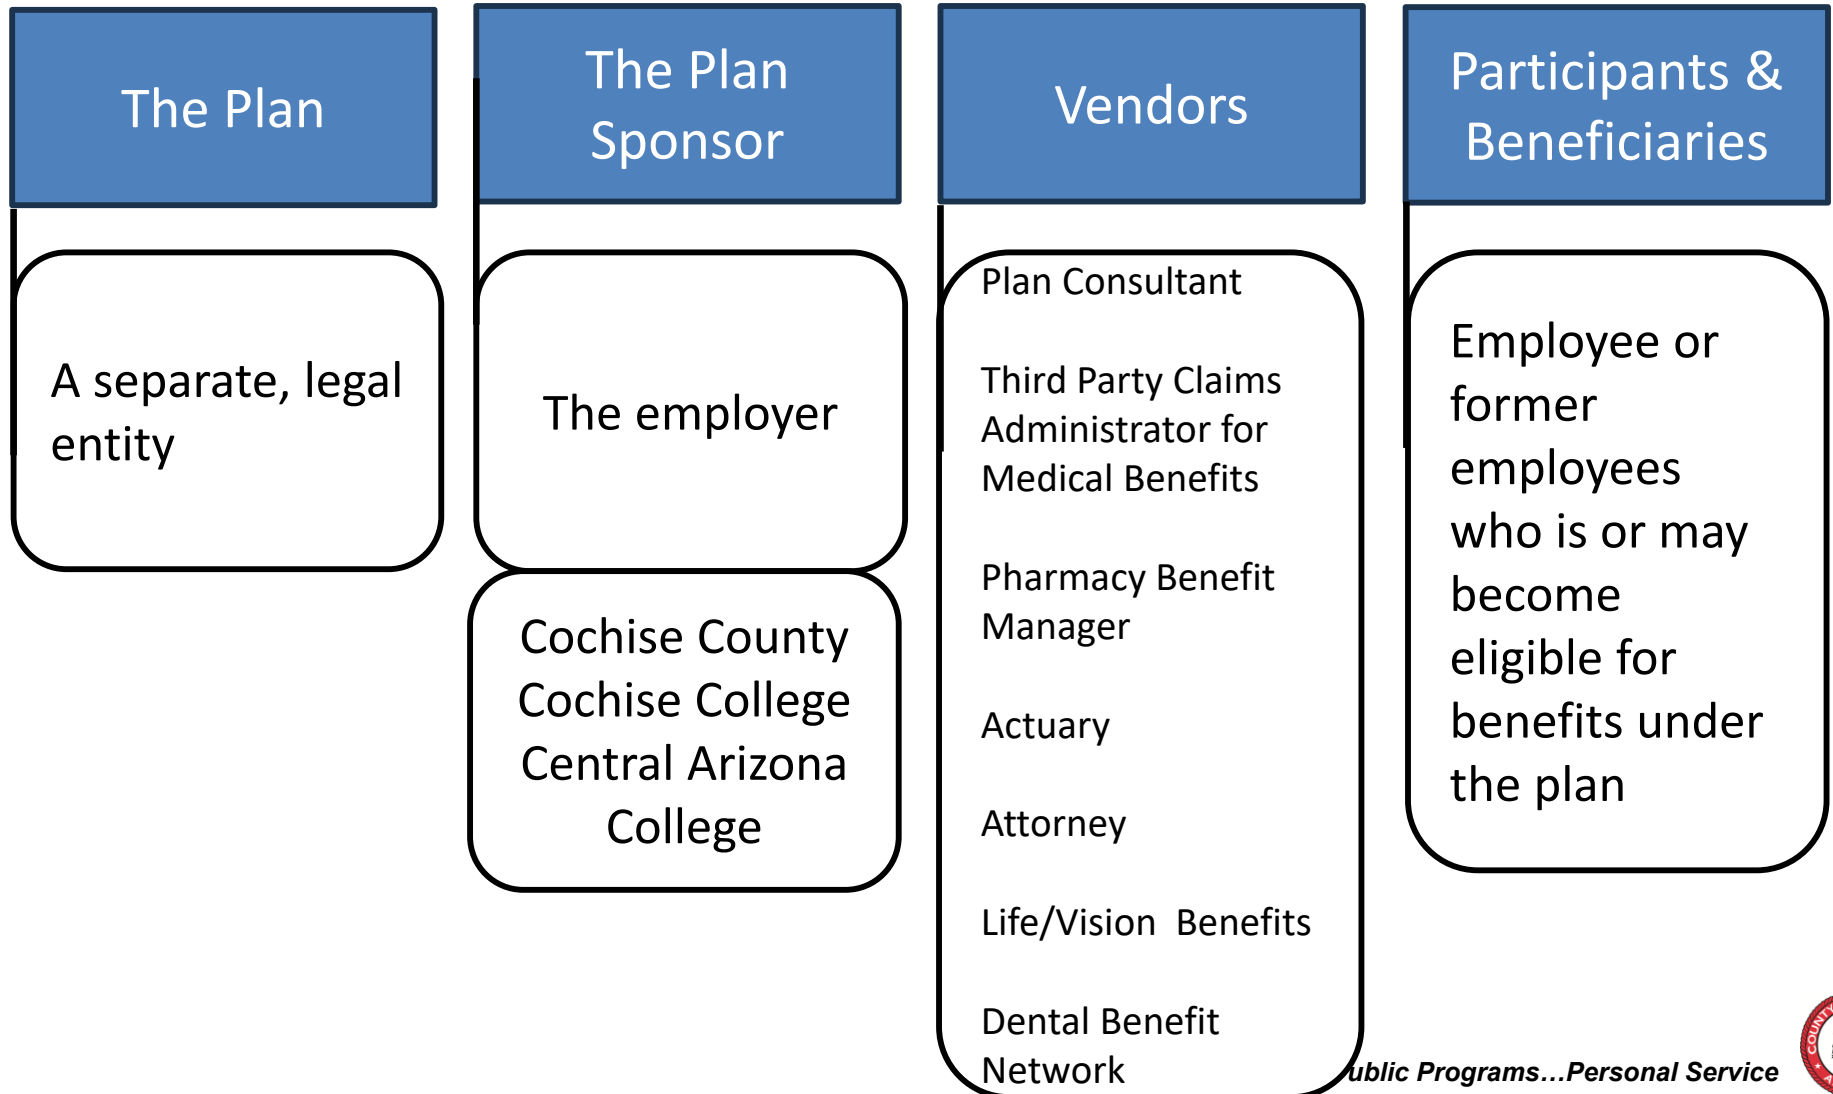 The Plan
A separate, legal
entity
The Plan
Sponsor
The employer
Cochise County
Cochise College
Central Arizona
College
Vendors
Plan Consultant
Third Party Claims
Administrator for
Medical Benefits
Pharmacy Benefit
Manager
Actuary
Attorney
Life/Vision  Benefits
Dental Benefit
Network
Participants &
Beneficiaries
Employee or
former
employees
who is or may
become
eligible for
benefits under
the plan
ublic Programs...Personal Service
COUNTY